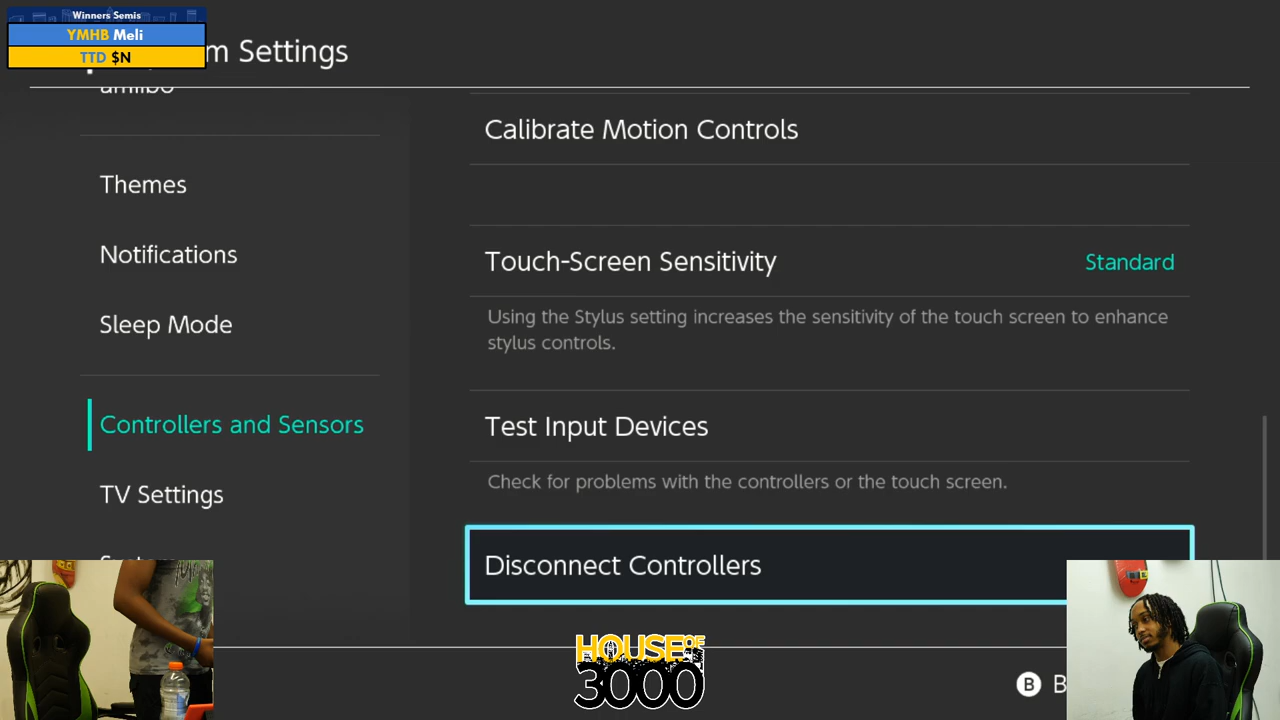 Winners Semis
YMHB Meli
TTD $N
m Settings
amiibo
Themes
Notifications
Sleep Mode
Controllers and Sensors
TV Settings
System
Calibrate Motion Controls
Touch-Screen Sensitivity Standard
Using the Stylus setting increases the sensitivity of the touch screen to enhance
stylus controls.
Test Input Devices
Check for problems with the controllers or the touch screen.
Disconnect Controllers
HOUSE OF
3000
B B